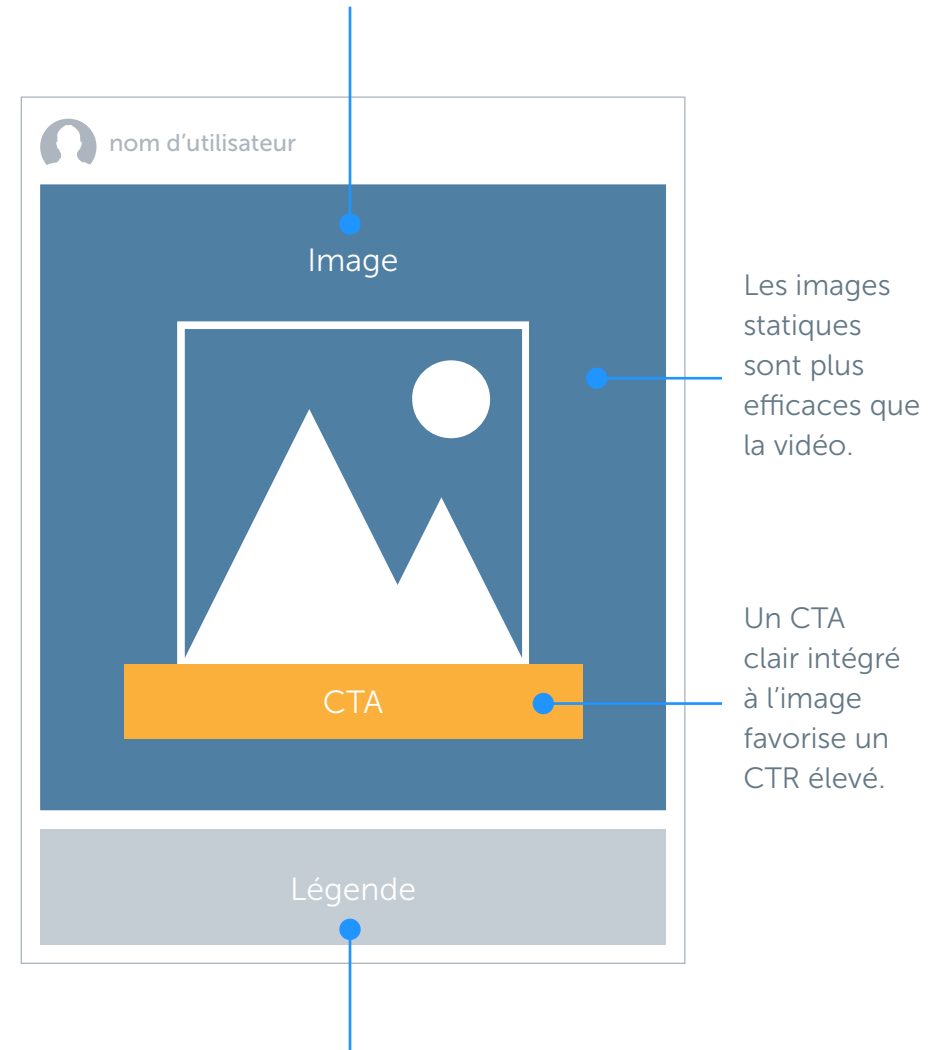 nom d’utilisateur
Image
Les images
statiques
sont plus
efficaces que
la vidéo.
CTA
Un CTA
clair intégré
à l’image
favorise un
CTR élevé.
Légende